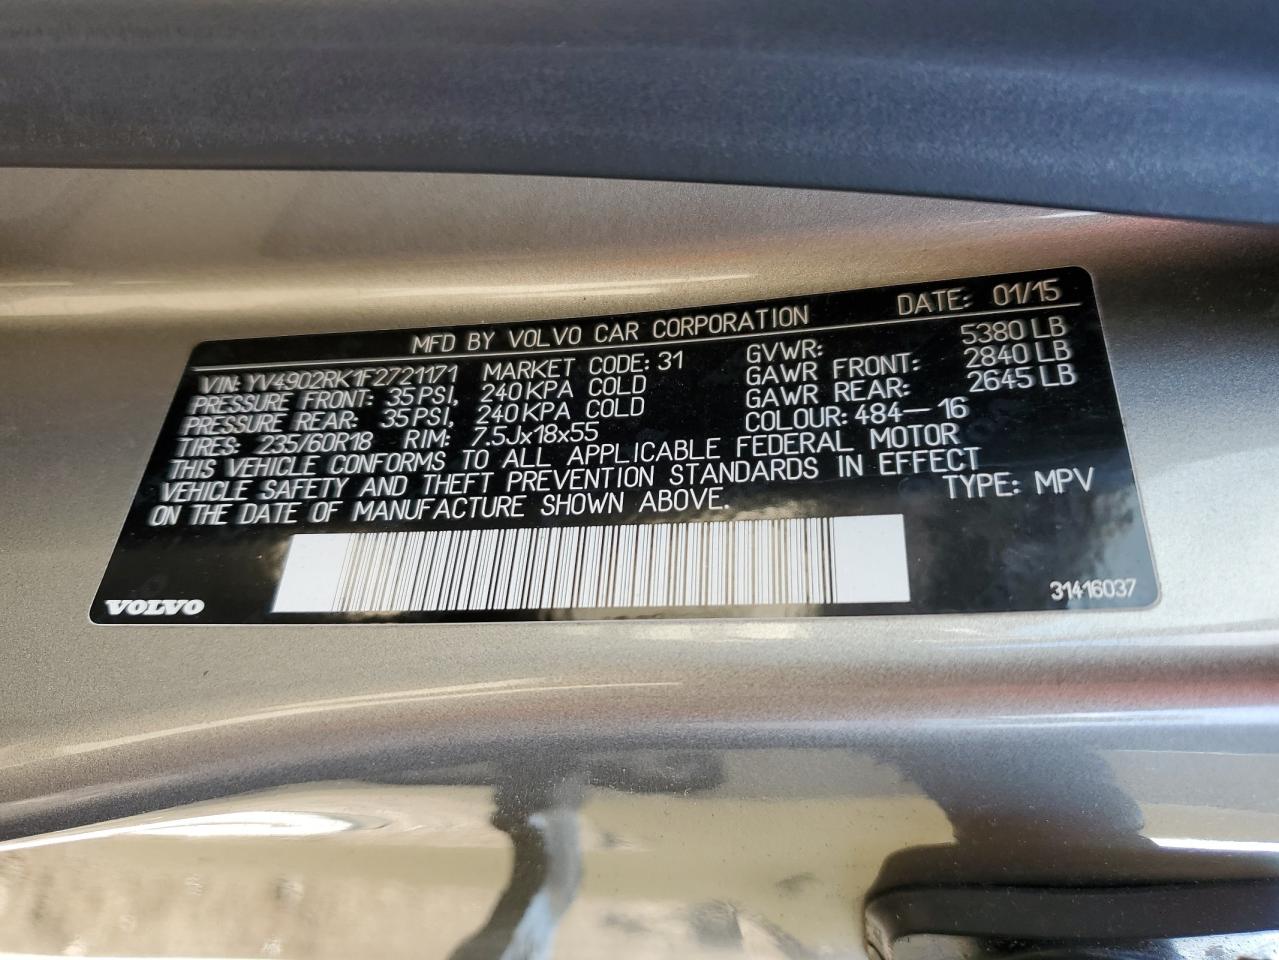 MFD BY VOLVO CAR CORPORATION DATE: 01/15
VIN: YV4902RK1F2721171 MARKET CODE: 31 GVWR: 5380 LB
PRESSURE FRONT: 35 PSI, 240 KPA COLD GAWR FRONT: 2840 LB
PRESSURE REAR: 35 PSI, 240 KPA COLD GAWR REAR: 2645 LB
TIRES: 235/60R18 RIM: 7.5Jx18x55 COLOUR: 484-16
THIS VEHICLE CONFORMS TO ALL APPLICABLE FEDERAL MOTOR
VEHICLE SAFETY AND THEFT PREVENTION STANDARDS IN EFFECT
ON THE DATE OF MANUFACTURE SHOWN ABOVE. TYPE: MPV
VOLVO 31416037